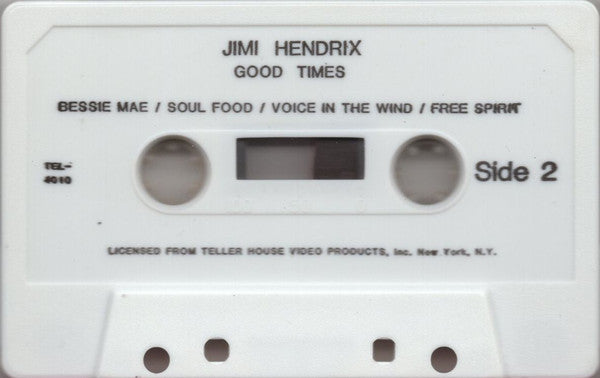 JIMI HENDRIX
GOOD TIMES
BESSIE MAE / SOUL FOOD / VOICE IN THE WIND / FREE SPIRIT
TEL-
4010
Side 2
LICENSED FROM TELLER HOUSE VIDEO PRODUCTS, Inc. New York, N.Y.